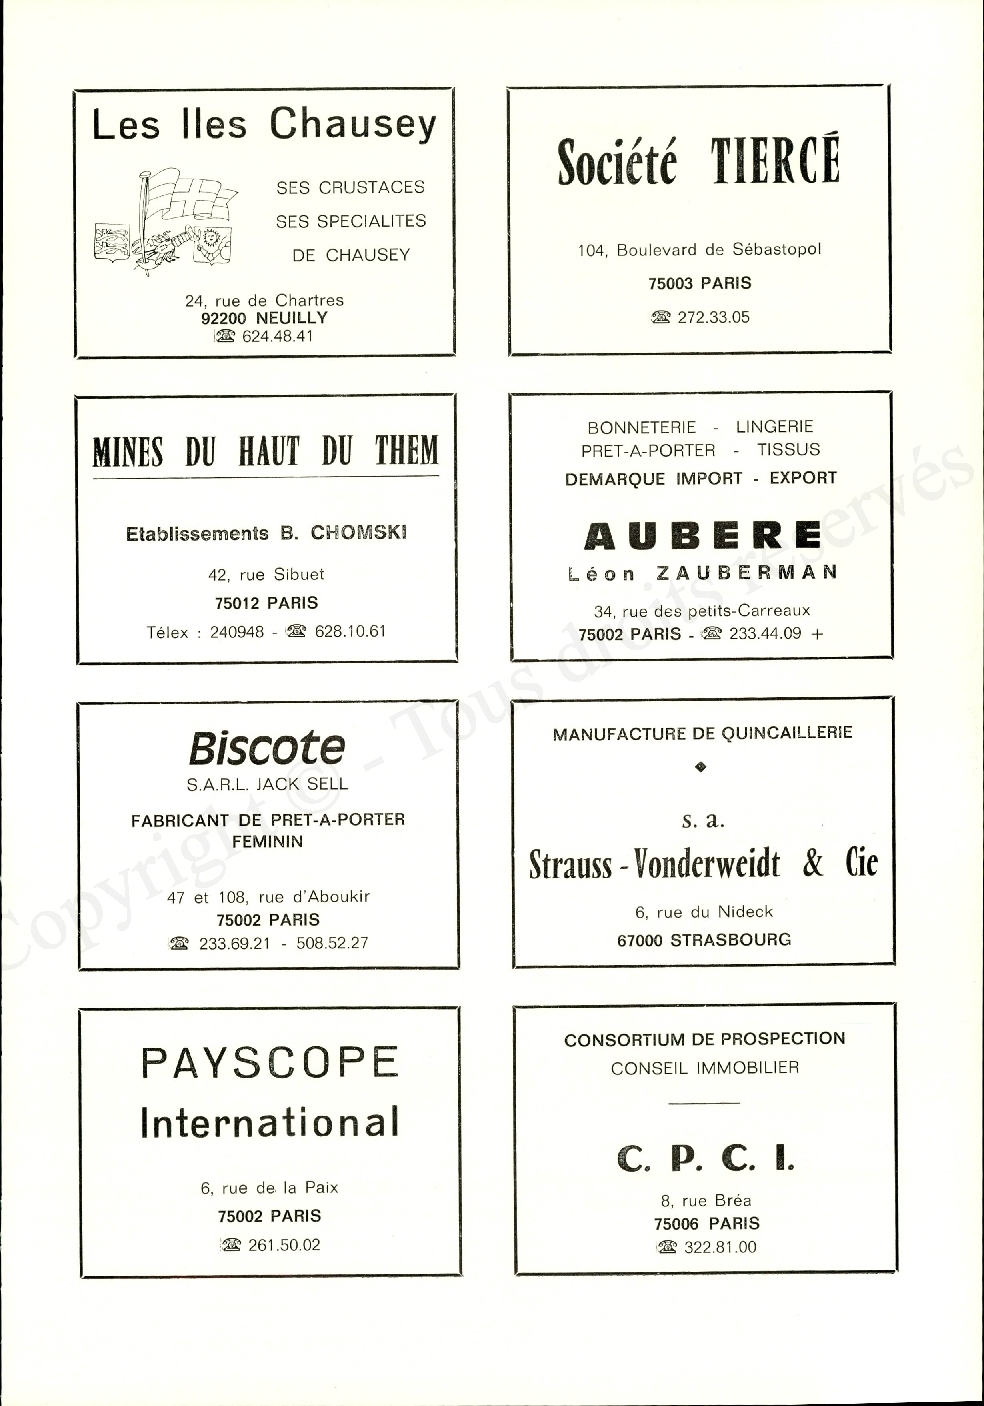 Les Iles Chausey
SES CRUSTACES
SES SPECIALITES
DE CHAUSEY
24, rue de Chartres
92200 NEUILLY
☎ 624.48.41
Société TIERCÉ
104, Boulevard de Sébastopol
75003 PARIS
☎ 272.33.05
MINES DU HAUT DU THEM
Etablissements B. CHOMSKI
42, rue Sibuet
75012 PARIS
Télex : 240948 - ☎ 628.10.61
BONNETERIE - LINGERIE
PRET-A-PORTER - TISSUS
DEMARQUE IMPORT - EXPORT
AUBERE
Léon ZAUBERMAN
34, rue des petits-Carreaux
75002 PARIS - ☎ 233.44.09 +
Biscote
S.A.R.L. JACK SELL
FABRICANT DE PRET-A-PORTER
FEMININ
47 et 108, rue d'Aboukir
75002 PARIS
☎ 233.69.21 - 508.52.27
MANUFACTURE DE QUINCAILLERIE
s. a.
Strauss - Vonderweidt & Cie
6, rue du Nideck
67000 STRASBOURG
PAYSCOPE
International
6, rue de la Paix
75002 PARIS
☎ 261.50.02
CONSORTIUM DE PROSPECTION
CONSEIL IMMOBILIER
C. P. C. I.
8, rue Bréa
75006 PARIS
☎ 322.81.00
Copyright © - Tous droits réservés